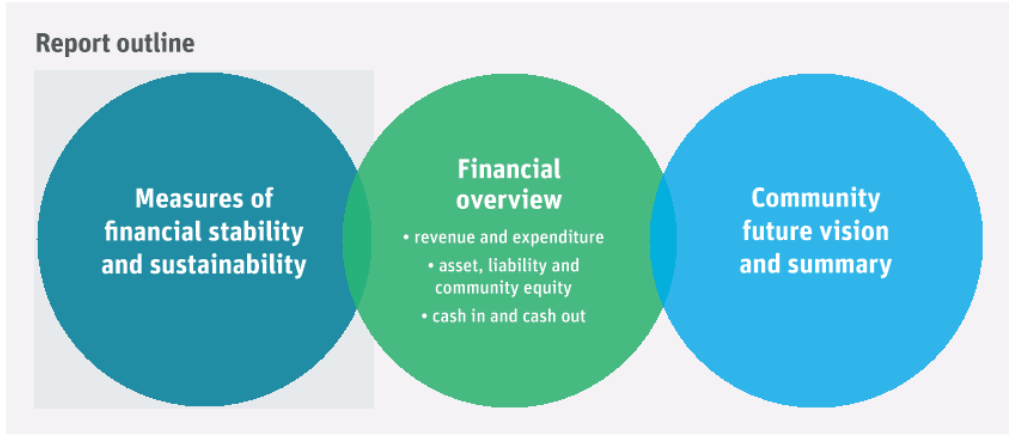 Report outline
Measures of
financial stability
and sustainability
Financial
overview
• revenue and expenditure
• asset, liability and
community equity
• cash in and cash out
Community
future vision
and summary